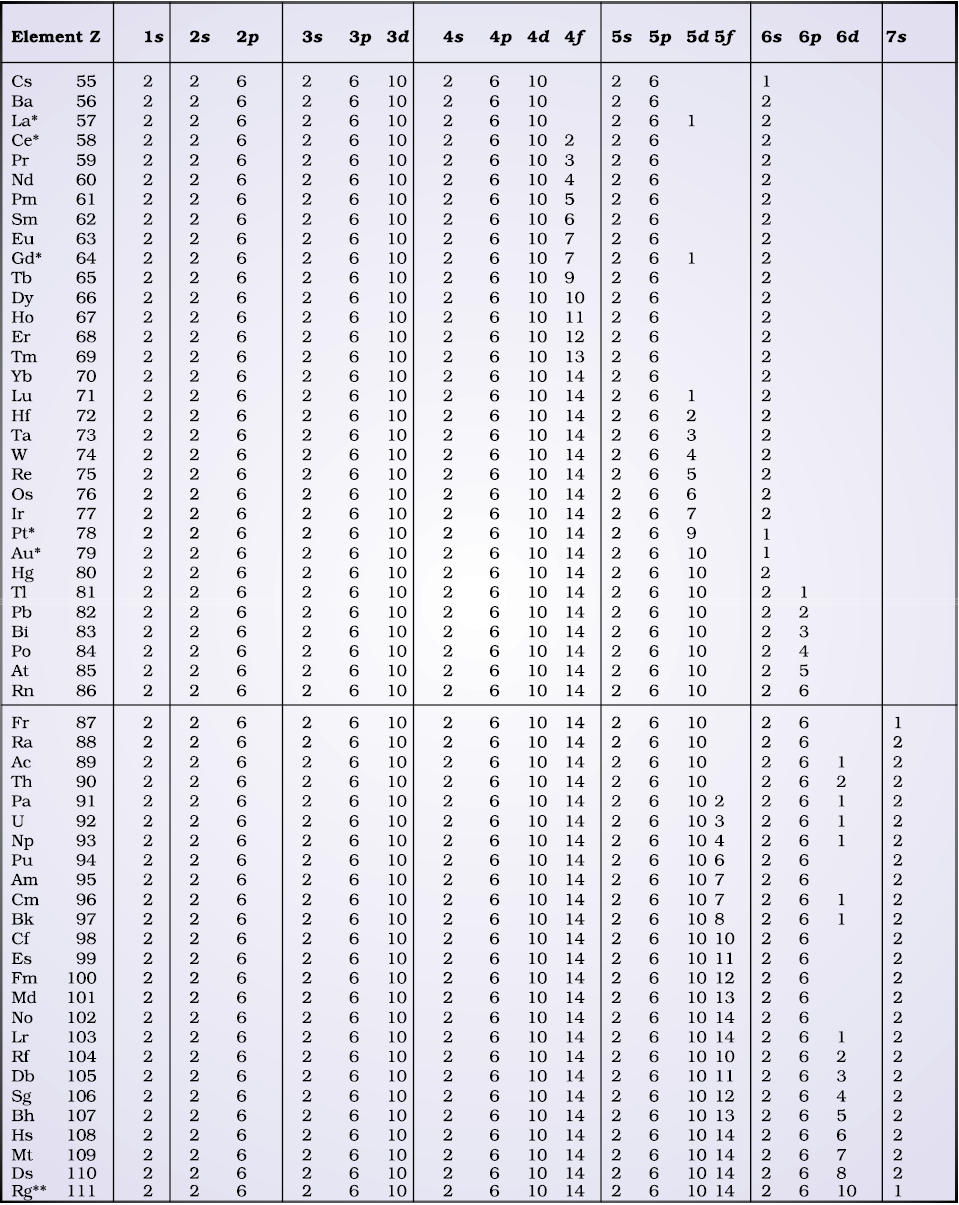 Element Z 1s 2s 2p 3s 3p 3d 4s 4p 4d 4f 5s 5p 5d 5f 6s 6p 6d 7s
Cs 55 2 2 6 2 6 10 2 6 10 2 6 1
Ba 56 2 2 6 2 6 10 2 6 10 2 6 2
La* 57 2 2 6 2 6 10 2 6 10 2 6 1 2
Ce* 58 2 2 6 2 6 10 2 6 10 2 2 6 2
Pr 59 2 2 6 2 6 10 2 6 10 3 2 6 2
Nd 60 2 2 6 2 6 10 2 6 10 4 2 6 2
Pm 61 2 2 6 2 6 10 2 6 10 5 2 6 2
Sm 62 2 2 6 2 6 10 2 6 10 6 2 6 2
Eu 63 2 2 6 2 6 10 2 6 10 7 2 6 2
Gd* 64 2 2 6 2 6 10 2 6 10 7 2 6 1 2
Tb 65 2 2 6 2 6 10 2 6 10 9 2 6 2
Dy 66 2 2 6 2 6 10 2 6 10 10 2 6 2
Ho 67 2 2 6 2 6 10 2 6 10 11 2 6 2
Er 68 2 2 6 2 6 10 2 6 10 12 2 6 2
Tm 69 2 2 6 2 6 10 2 6 10 13 2 6 2
Yb 70 2 2 6 2 6 10 2 6 10 14 2 6 2
Lu 71 2 2 6 2 6 10 2 6 10 14 2 6 1 2
Hf 72 2 2 6 2 6 10 2 6 10 14 2 6 2 2
Ta 73 2 2 6 2 6 10 2 6 10 14 2 6 3 2
W 74 2 2 6 2 6 10 2 6 10 14 2 6 4 2
Re 75 2 2 6 2 6 10 2 6 10 14 2 6 5 2
Os 76 2 2 6 2 6 10 2 6 10 14 2 6 6 2
Ir 77 2 2 6 2 6 10 2 6 10 14 2 6 7 2
Pt* 78 2 2 6 2 6 10 2 6 10 14 2 6 9 1
Au* 79 2 2 6 2 6 10 2 6 10 14 2 6 10 1
Hg 80 2 2 6 2 6 10 2 6 10 14 2 6 10 2
Tl 81 2 2 6 2 6 10 2 6 10 14 2 6 10 2 1
Pb 82 2 2 6 2 6 10 2 6 10 14 2 6 10 2 2
Bi 83 2 2 6 2 6 10 2 6 10 14 2 6 10 2 3
Po 84 2 2 6 2 6 10 2 6 10 14 2 6 10 2 4
At 85 2 2 6 2 6 10 2 6 10 14 2 6 10 2 5
Rn 86 2 2 6 2 6 10 2 6 10 14 2 6 10 2 6
Fr 87 2 2 6 2 6 10 2 6 10 14 2 6 10 2 6 1
Ra 88 2 2 6 2 6 10 2 6 10 14 2 6 10 2 6 2
Ac 89 2 2 6 2 6 10 2 6 10 14 2 6 10 2 6 1 2
Th 90 2 2 6 2 6 10 2 6 10 14 2 6 10 2 6 2 2
Pa 91 2 2 6 2 6 10 2 6 10 14 2 6 10 2 2 6 1 2
U 92 2 2 6 2 6 10 2 6 10 14 2 6 10 3 2 6 1 2
Np 93 2 2 6 2 6 10 2 6 10 14 2 6 10 4 2 6 1 2
Pu 94 2 2 6 2 6 10 2 6 10 14 2 6 10 6 2 6 2
Am 95 2 2 6 2 6 10 2 6 10 14 2 6 10 7 2 6 2
Cm 96 2 2 6 2 6 10 2 6 10 14 2 6 10 7 2 6 1 2
Bk 97 2 2 6 2 6 10 2 6 10 14 2 6 10 8 2 6 1 2
Cf 98 2 2 6 2 6 10 2 6 10 14 2 6 10 10 2 6 2
Es 99 2 2 6 2 6 10 2 6 10 14 2 6 10 11 2 6 2
Fm 100 2 2 6 2 6 10 2 6 10 14 2 6 10 12 2 6 2
Md 101 2 2 6 2 6 10 2 6 10 14 2 6 10 13 2 6 2
No 102 2 2 6 2 6 10 2 6 10 14 2 6 10 14 2 6 2
Lr 103 2 2 6 2 6 10 2 6 10 14 2 6 10 14 2 6 1 2
Rf 104 2 2 6 2 6 10 2 6 10 14 2 6 10 10 2 6 2 2
Db 105 2 2 6 2 6 10 2 6 10 14 2 6 10 11 2 6 3 2
Sg 106 2 2 6 2 6 10 2 6 10 14 2 6 10 12 2 6 4 2
Bh 107 2 2 6 2 6 10 2 6 10 14 2 6 10 13 2 6 5 2
Hs 108 2 2 6 2 6 10 2 6 10 14 2 6 10 14 2 6 6 2
Mt 109 2 2 6 2 6 10 2 6 10 14 2 6 10 14 2 6 7 2
Ds 110 2 2 6 2 6 10 2 6 10 14 2 6 10 14 2 6 8 2
Rg** 111 2 2 6 2 6 10 2 6 10 14 2 6 10 14 2 6 10 1